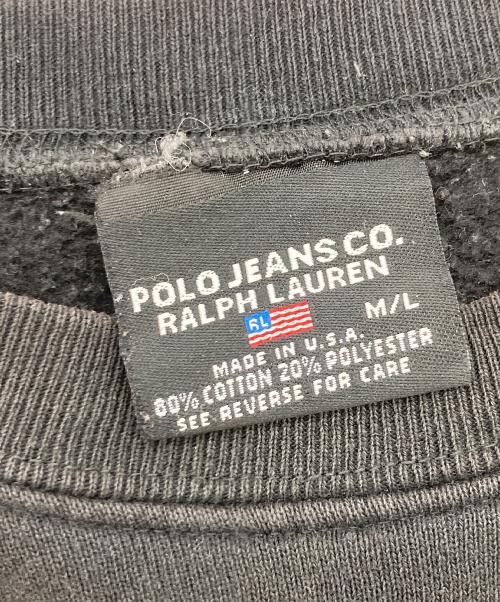 POLO JEANS CO.
RALPH LAUREN
RL
M/L
MADE IN U.S.A.
80% COTTON 20% POLYESTER
SEE REVERSE FOR CARE